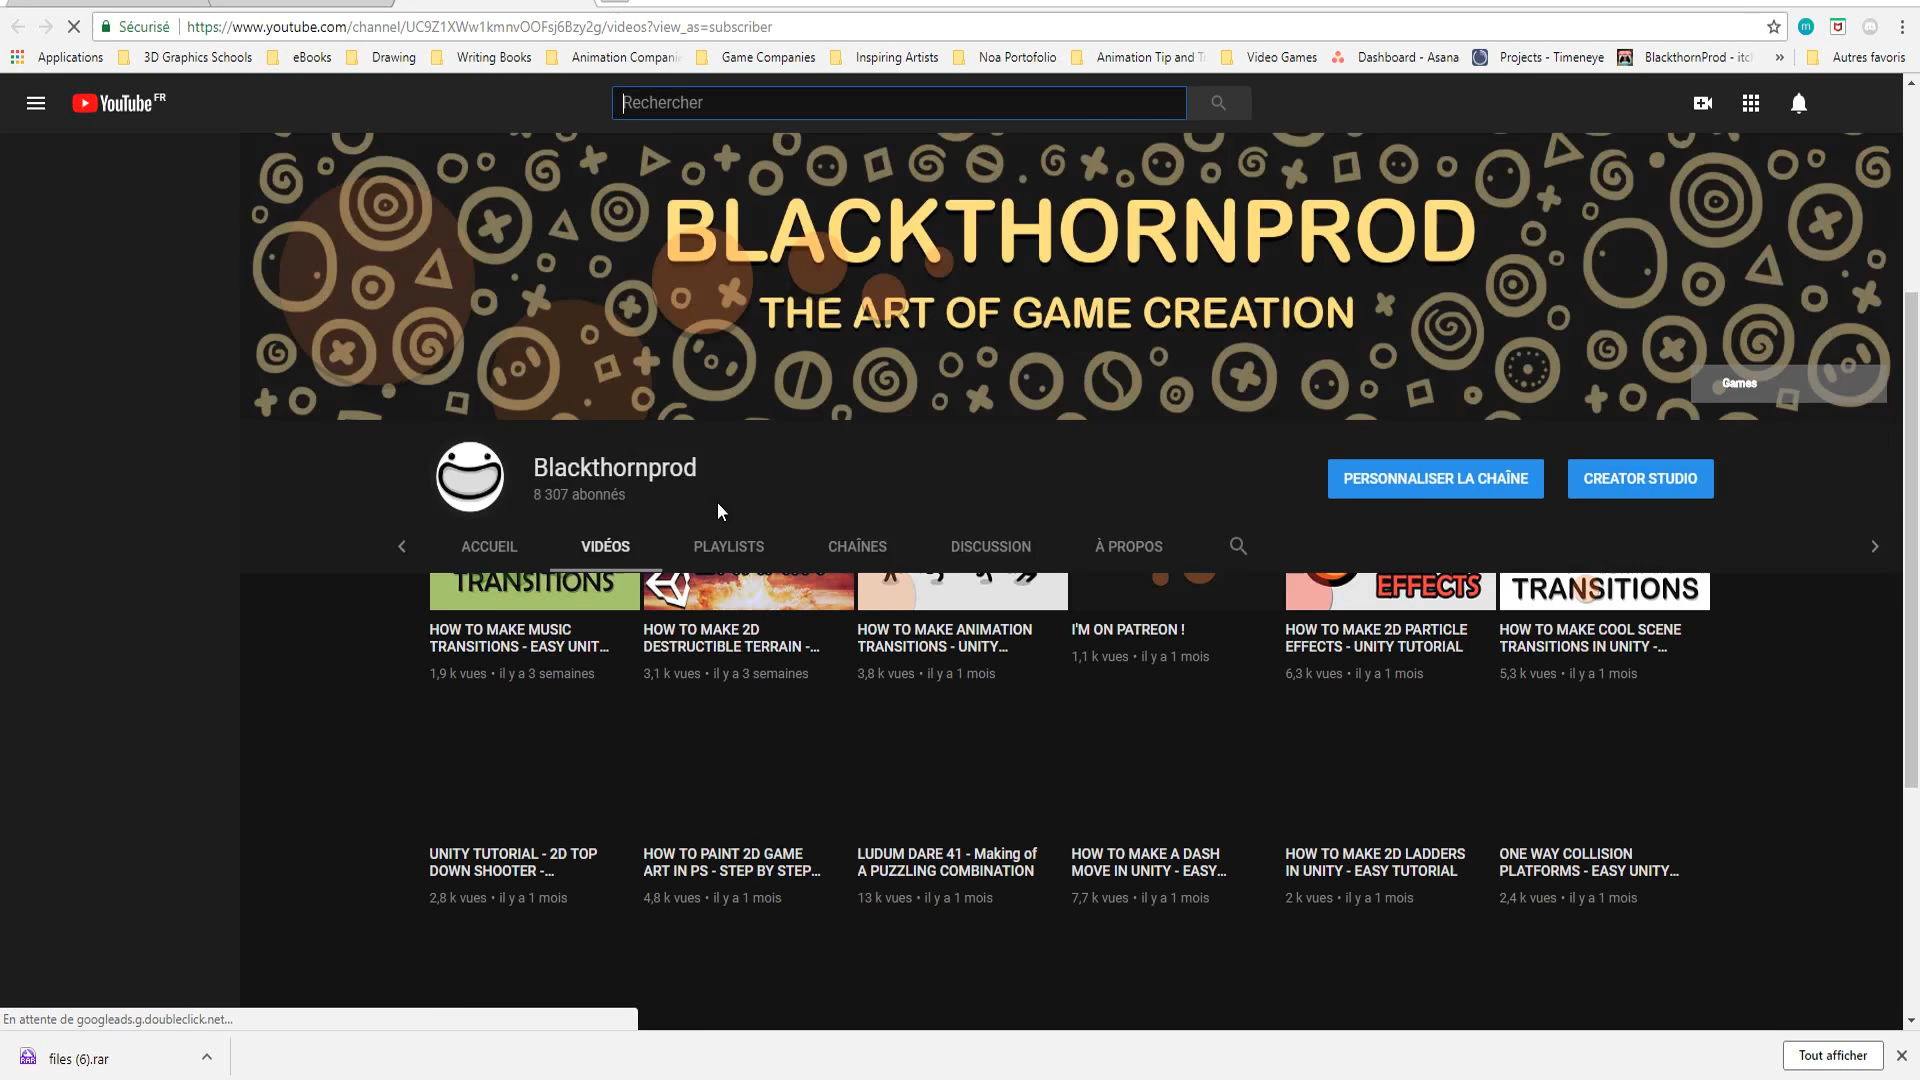 Sécurisé https://www.youtube.com/channel/UC9Z1XWw1kmnvOOFsj6Bzy2g/videos?view_as=subscriber
Applications 3D Graphics Schools eBooks Drawing Writing Books Animation Compani Game Companies Inspiring Artists Noa Portofolio Animation Tip and T Video Games Dashboard - Asana Projects - Timeneye BlackthornProd - itc » Autres favoris
YouTube FR Rechercher
BLACKTHORNPROD
THE ART OF GAME CREATION
Games
Blackthornprod
8 307 abonnés
PERSONNALISER LA CHAÎNE CREATOR STUDIO
ACCUEIL VIDÉOS PLAYLISTS CHAÎNES DISCUSSION À PROPOS
TRANSITIONS EFFECTS TRANSITIONS
HOW TO MAKE MUSIC TRANSITIONS - EASY UNIT...
1,9 k vues • il y a 3 semaines
HOW TO MAKE 2D DESTRUCTIBLE TERRAIN -...
3,1 k vues • il y a 3 semaines
HOW TO MAKE ANIMATION TRANSITIONS - UNITY...
3,8 k vues • il y a 1 mois
I'M ON PATREON !
1,1 k vues • il y a 1 mois
HOW TO MAKE 2D PARTICLE EFFECTS - UNITY TUTORIAL
6,3 k vues • il y a 1 mois
HOW TO MAKE COOL SCENE TRANSITIONS IN UNITY -...
5,3 k vues • il y a 1 mois
UNITY TUTORIAL - 2D TOP DOWN SHOOTER -...
2,8 k vues • il y a 1 mois
HOW TO PAINT 2D GAME ART IN PS - STEP BY STEP...
4,8 k vues • il y a 1 mois
LUDUM DARE 41 - Making of A PUZZLING COMBINATION
13 k vues • il y a 1 mois
HOW TO MAKE A DASH MOVE IN UNITY - EASY...
7,7 k vues • il y a 1 mois
HOW TO MAKE 2D LADDERS IN UNITY - EASY TUTORIAL
2 k vues • il y a 1 mois
ONE WAY COLLISION PLATFORMS - EASY UNITY...
2,4 k vues • il y a 1 mois
En attente de googleads.g.doubleclick.net...
files (6).rar
Tout afficher